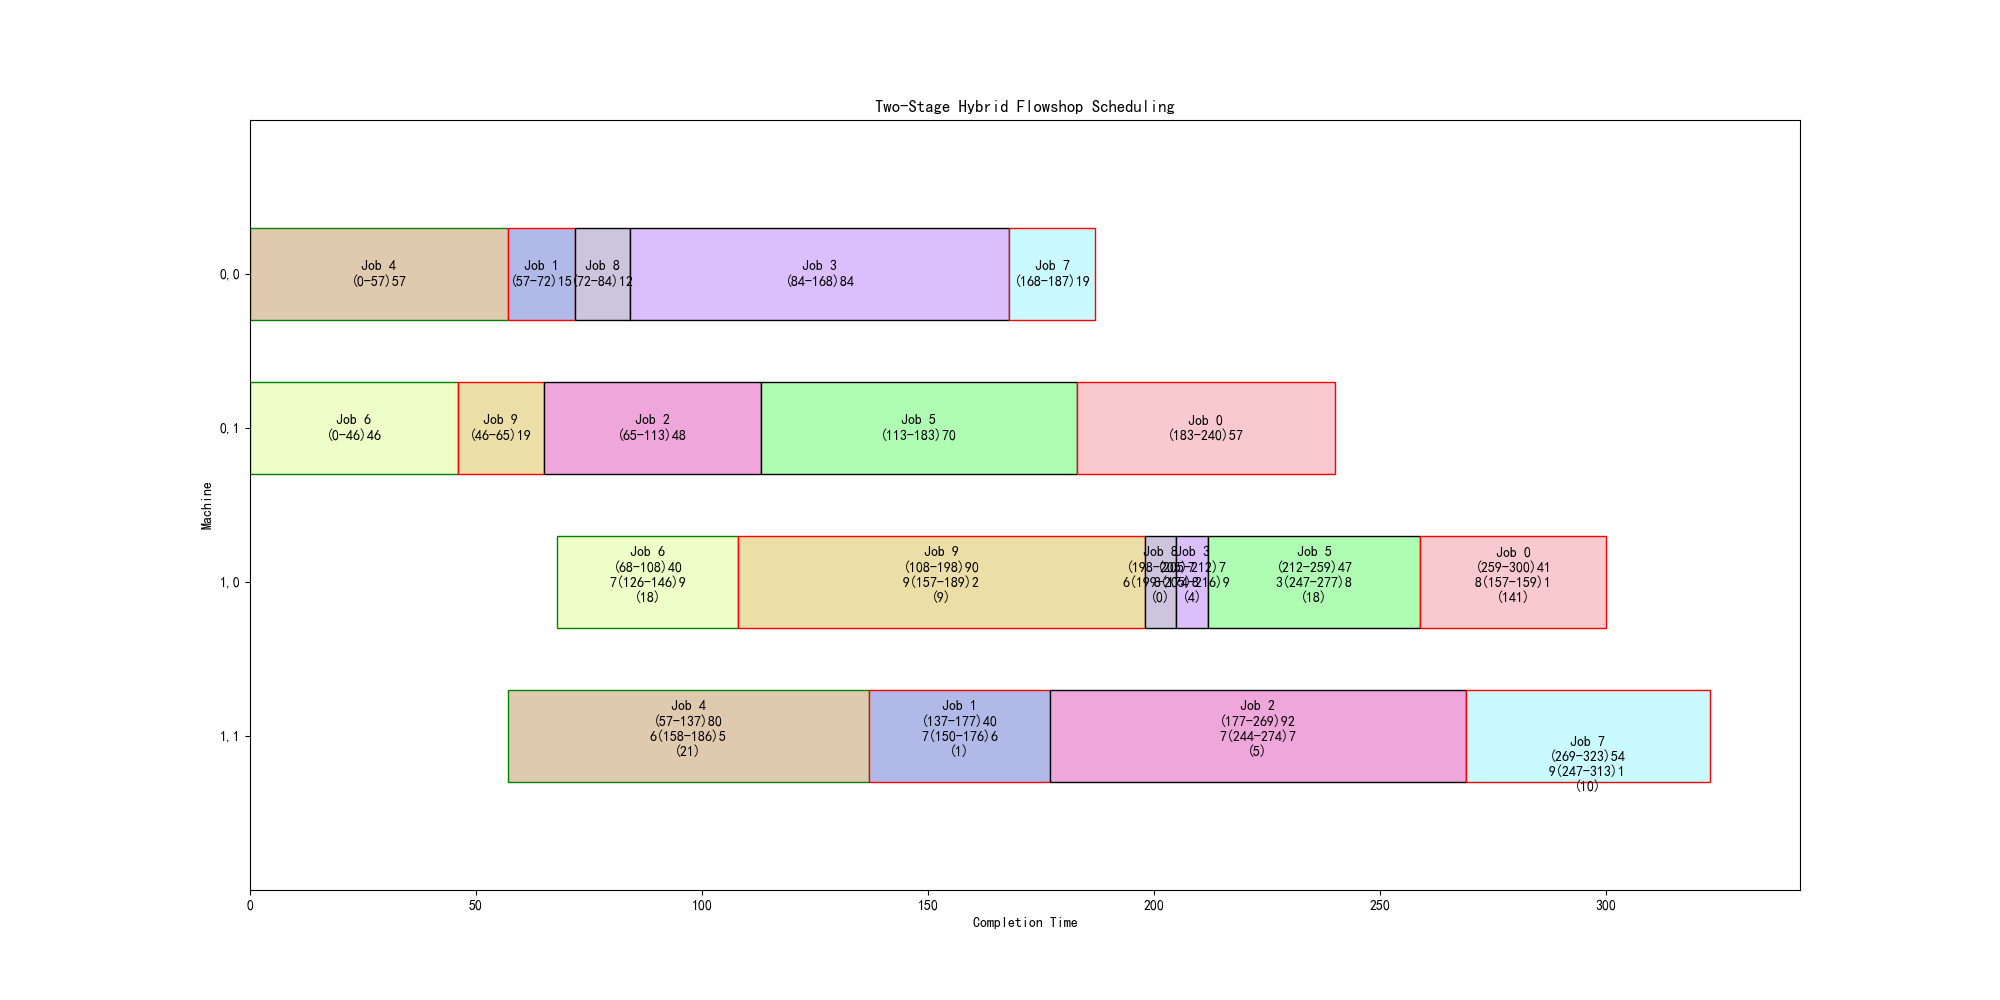 Two-Stage Hybrid Flowshop Scheduling
0,0
Job 4
(0-57)57
Job 1
(57-72)15
Job 8
(72-84)12
Job 3
(84-168)84
Job 7
(168-187)19
0,1
Job 6
(0-46)46
Job 9
(46-65)19
Job 2
(65-113)48
Job 5
(113-183)70
Job 0
(183-240)57
Machine
1,0
Job 6
(68-108)40
7(126-146)9
(18)
Job 9
(108-198)90
9(157-189)2
(9)
Job 8
(198-205)7
(0)
Job 3
(205-212)7
(4)
Job 5
(212-259)47
3(247-277)8
(18)
Job 0
(259-300)41
8(157-159)1
(141)
1,1
Job 4
(57-137)80
6(158-186)5
(21)
Job 1
(137-177)40
7(150-176)6
(1)
Job 2
(177-269)92
7(244-274)7
(5)
Job 7
(269-323)54
9(247-313)1
(10)
0 50 100 150 200 250 300
Completion Time